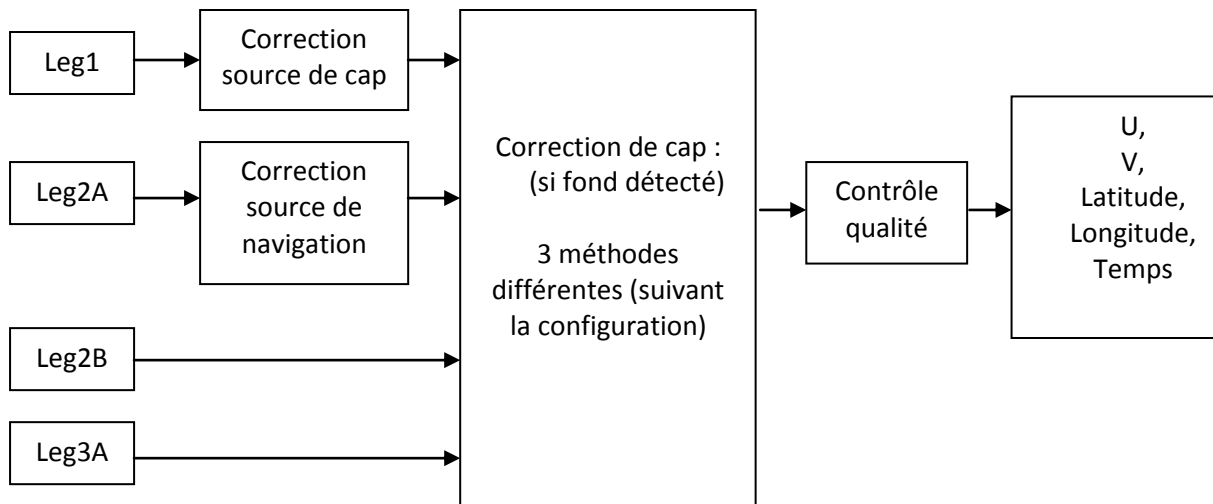 Leg1
Correction
source de cap
Leg2A
Correction
source de
navigation
Leg2B
Leg3A
Correction de cap :
(si fond détecté)
3 méthodes
différentes (suivant
la configuration)
Contrôle
qualité
U,
V,
Latitude,
Longitude,
Temps